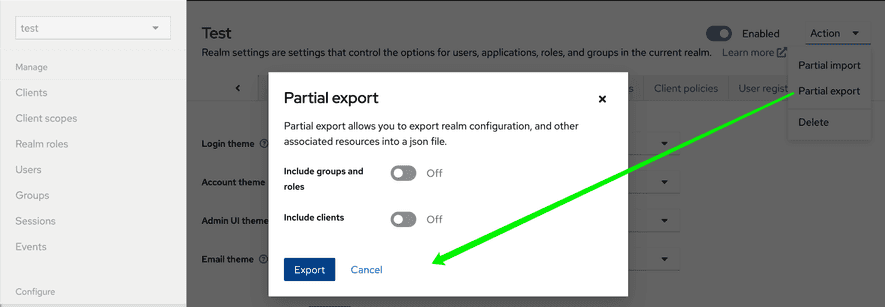 test
Manage
Clients
Client scopes
Realm roles
Users
Groups
Sessions
Events
Configure
Test
Enabled
Action
Realm settings are settings that control the options for users, applications, roles, and groups in the current realm. Learn more
Partial import
Partial export
Delete
Client policies
User regist
Login theme
Account theme
Admin UI theme
Email theme
Partial export
Partial export allows you to export realm configuration, and other
associated resources into a json file.
Include groups and
roles
Off
Include clients
Off
Export
Cancel